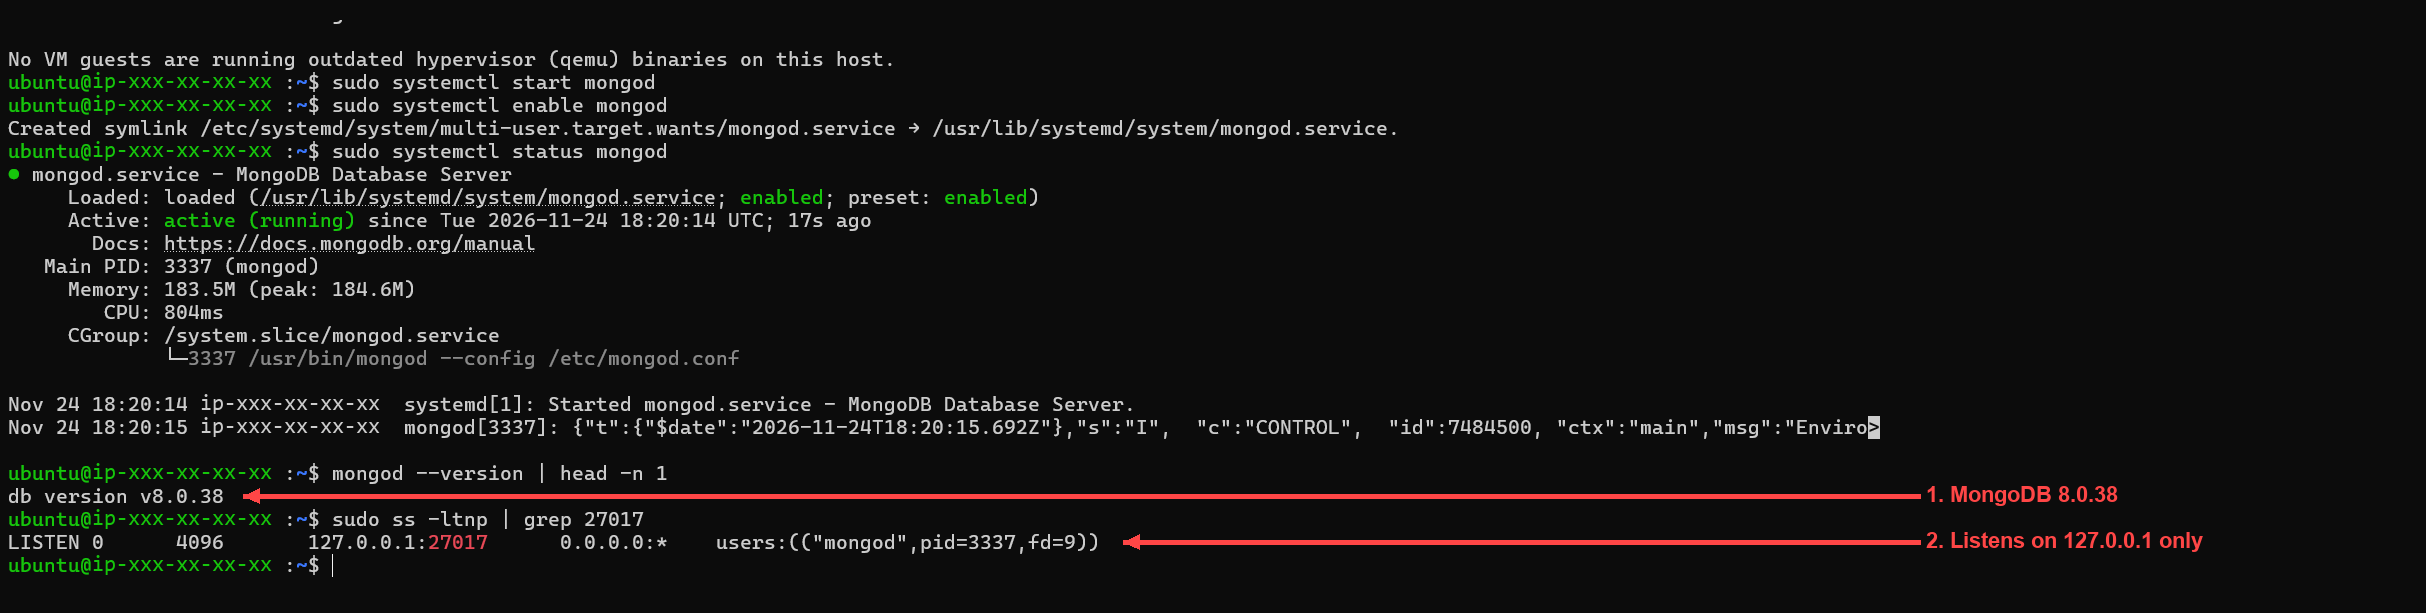 No VM guests are running outdated hypervisor (qemu) binaries on this host.
ubuntu@ip-xxx-xx-xx-xx :~$ sudo systemctl start mongod
ubuntu@ip-xxx-xx-xx-xx :~$ sudo systemctl enable mongod
Created symlink /etc/systemd/system/multi-user.target.wants/mongod.service → /usr/lib/systemd/system/mongod.service.
ubuntu@ip-xxx-xx-xx-xx :~$ sudo systemctl status mongod
● mongod.service - MongoDB Database Server
Loaded: loaded (/usr/lib/systemd/system/mongod.service; enabled; preset: enabled)
Active: active (running) since Tue 2026-11-24 18:20:14 UTC; 17s ago
Docs: https://docs.mongodb.org/manual
Main PID: 3337 (mongod)
Memory: 183.5M (peak: 184.6M)
CPU: 804ms
CGroup: /system.slice/mongod.service
└─3337 /usr/bin/mongod --config /etc/mongod.conf
Nov 24 18:20:14 ip-xxx-xx-xx-xx systemd[1]: Started mongod.service - MongoDB Database Server.
Nov 24 18:20:15 ip-xxx-xx-xx-xx mongod[3337]: {"t":{"$date":"2026-11-24T18:20:15.692Z"},"s":"I", "c":"CONTROL", "id":7484500, "ctx":"main","msg":"Enviro>
ubuntu@ip-xxx-xx-xx-xx :~$ mongod --version | head -n 1
db version v8.0.38 1. MongoDB 8.0.38
ubuntu@ip-xxx-xx-xx-xx :~$ sudo ss -ltnp | grep 27017
LISTEN 0 4096 127.0.0.1:27017 0.0.0.0:* users:(("mongod",pid=3337,fd=9)) 2. Listens on 127.0.0.1 only
ubuntu@ip-xxx-xx-xx-xx :~$